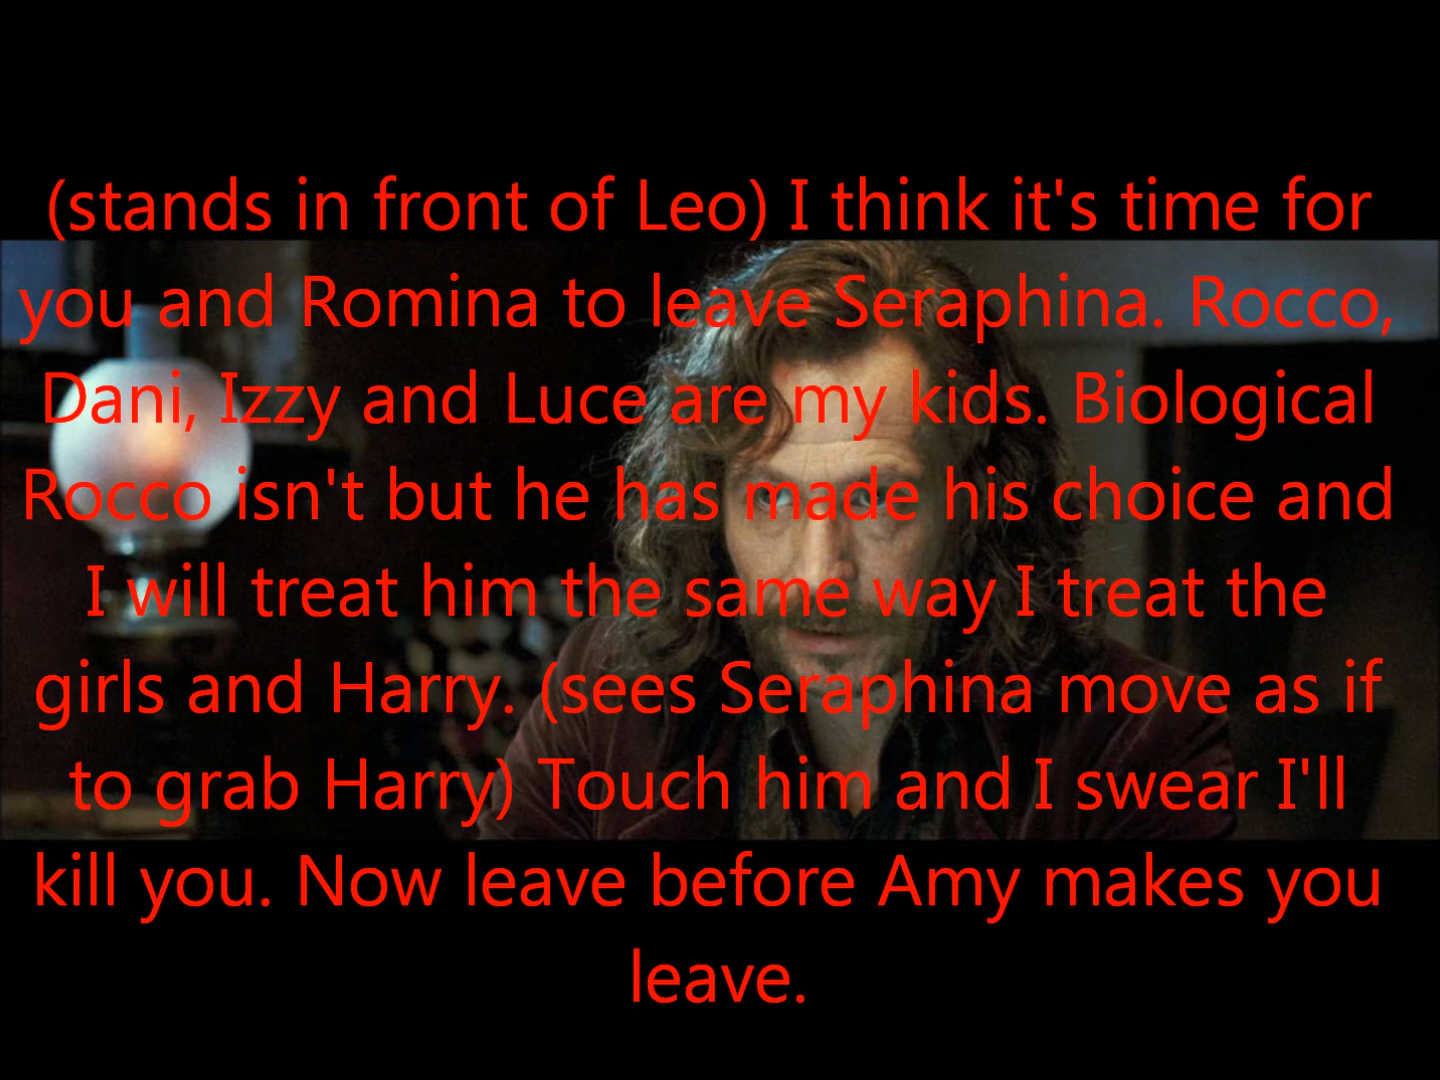 (stands in front of Leo) I think it's time for
you and Romina to leave Seraphina. Rocco,
Dani, Izzy and Luce are my kids. Biological
Rocco isn't but he has made his choice and
I will treat him the same way I treat the
girls and Harry. (sees Seraphina move as if
to grab Harry) Touch him and I swear I'll
kill you. Now leave before Amy makes you
leave.